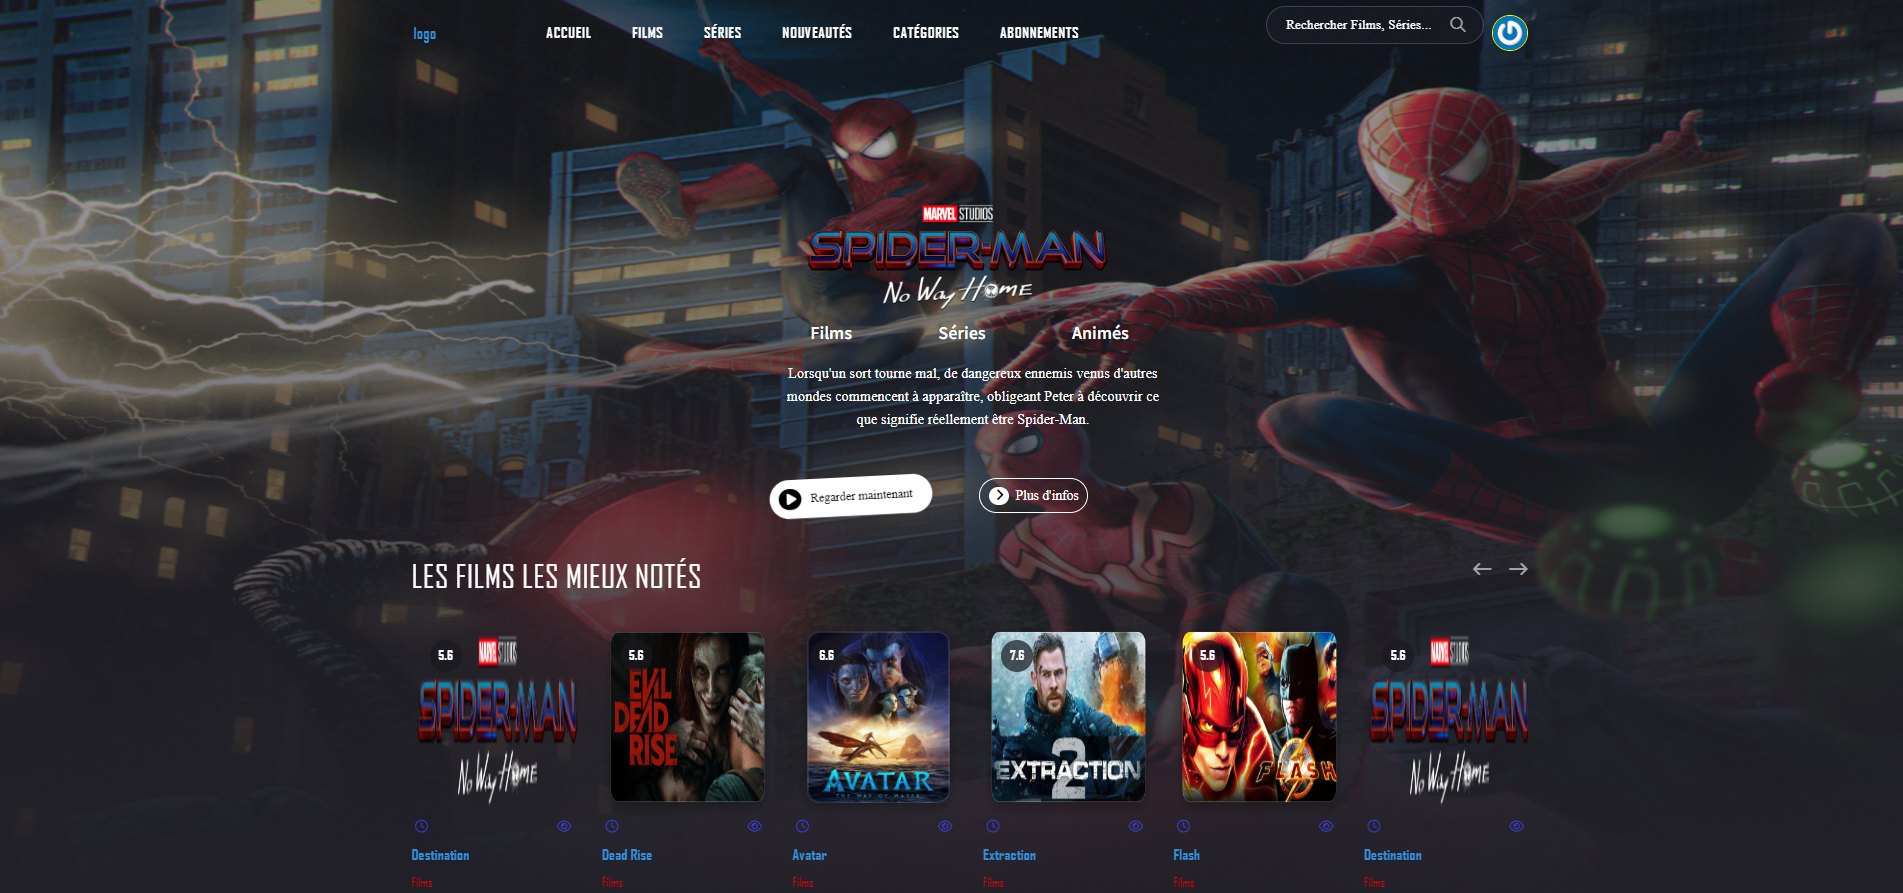 logo
ACCUEIL
FILMS
SÉRIES
NOUVEAUTÉS
CATÉGORIES
ABONNEMENTS
Rechercher Films, Séries...
MARVEL STUDIOS
SPIDER-MAN
No Way Home
Films
Séries
Animés
Lorsqu'un sort tourne mal, de dangereux ennemis venus d'autres
mondes commencent à apparaître, obligeant Peter à découvrir ce
que signifie réellement être Spider-Man.
Regarder maintenant
Plus d'infos
LES FILMS LES MIEUX NOTÉS
5.6
MARVEL STUDIOS
SPIDER-MAN
No Way Home
Destination
Films
5.6
EVIL
DEAD
RISE
Dead Rise
Films
6.6
AVATAR
THE WAY OF WATER
Avatar
Films
7.6
2
EXTRACTION
Extraction
Films
5.6
FLASH
Flash
Films
5.6
MARVEL STUDIOS
SPIDER-MAN
No Way Home
Destination
Films